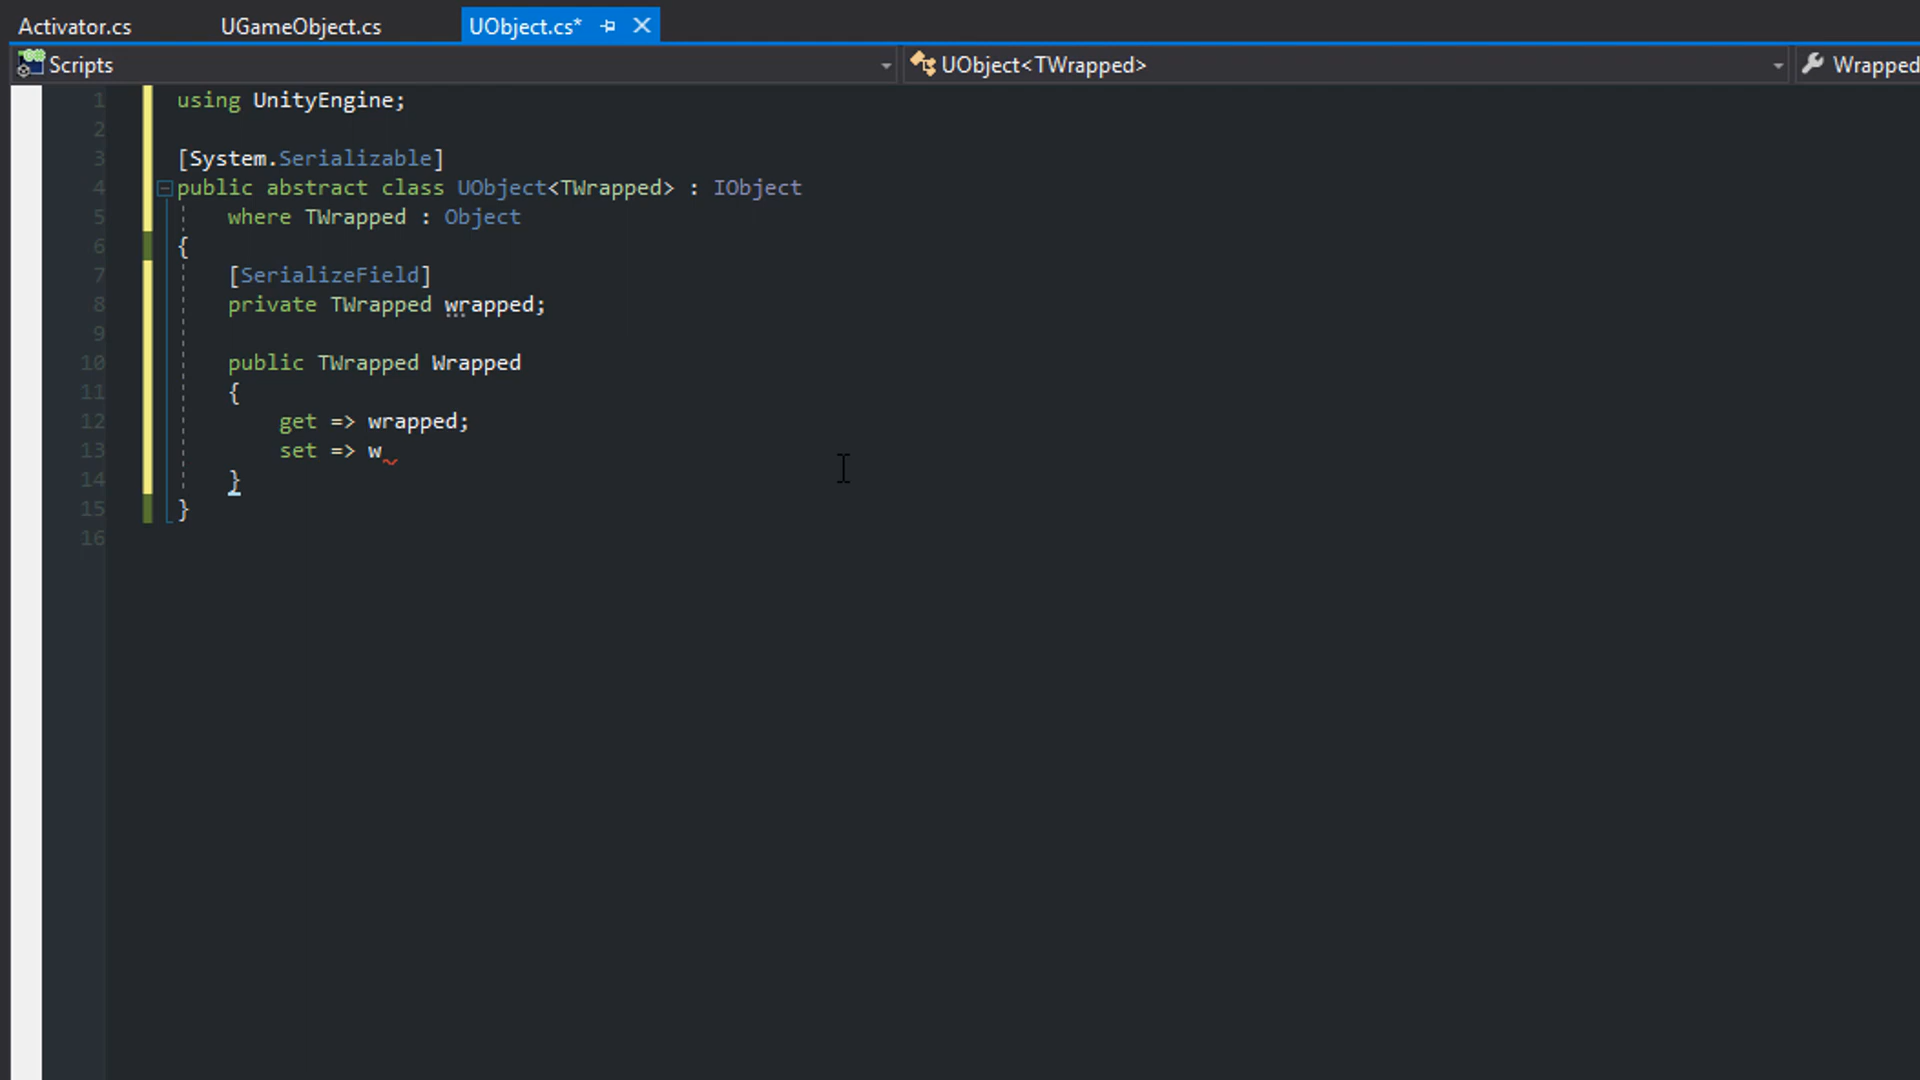 Activator.cs UGameObject.cs UObject.cs*
Scripts UObject<TWrapped> Wrapped
1 using UnityEngine;
2
3 [System.Serializable]
4 public abstract class UObject<TWrapped> : IObject
5 where TWrapped : Object
6 {
7 [SerializeField]
8 private TWrapped wrapped;
9
10 public TWrapped Wrapped
11 {
12 get => wrapped;
13 set => w
14 }
15 }
16